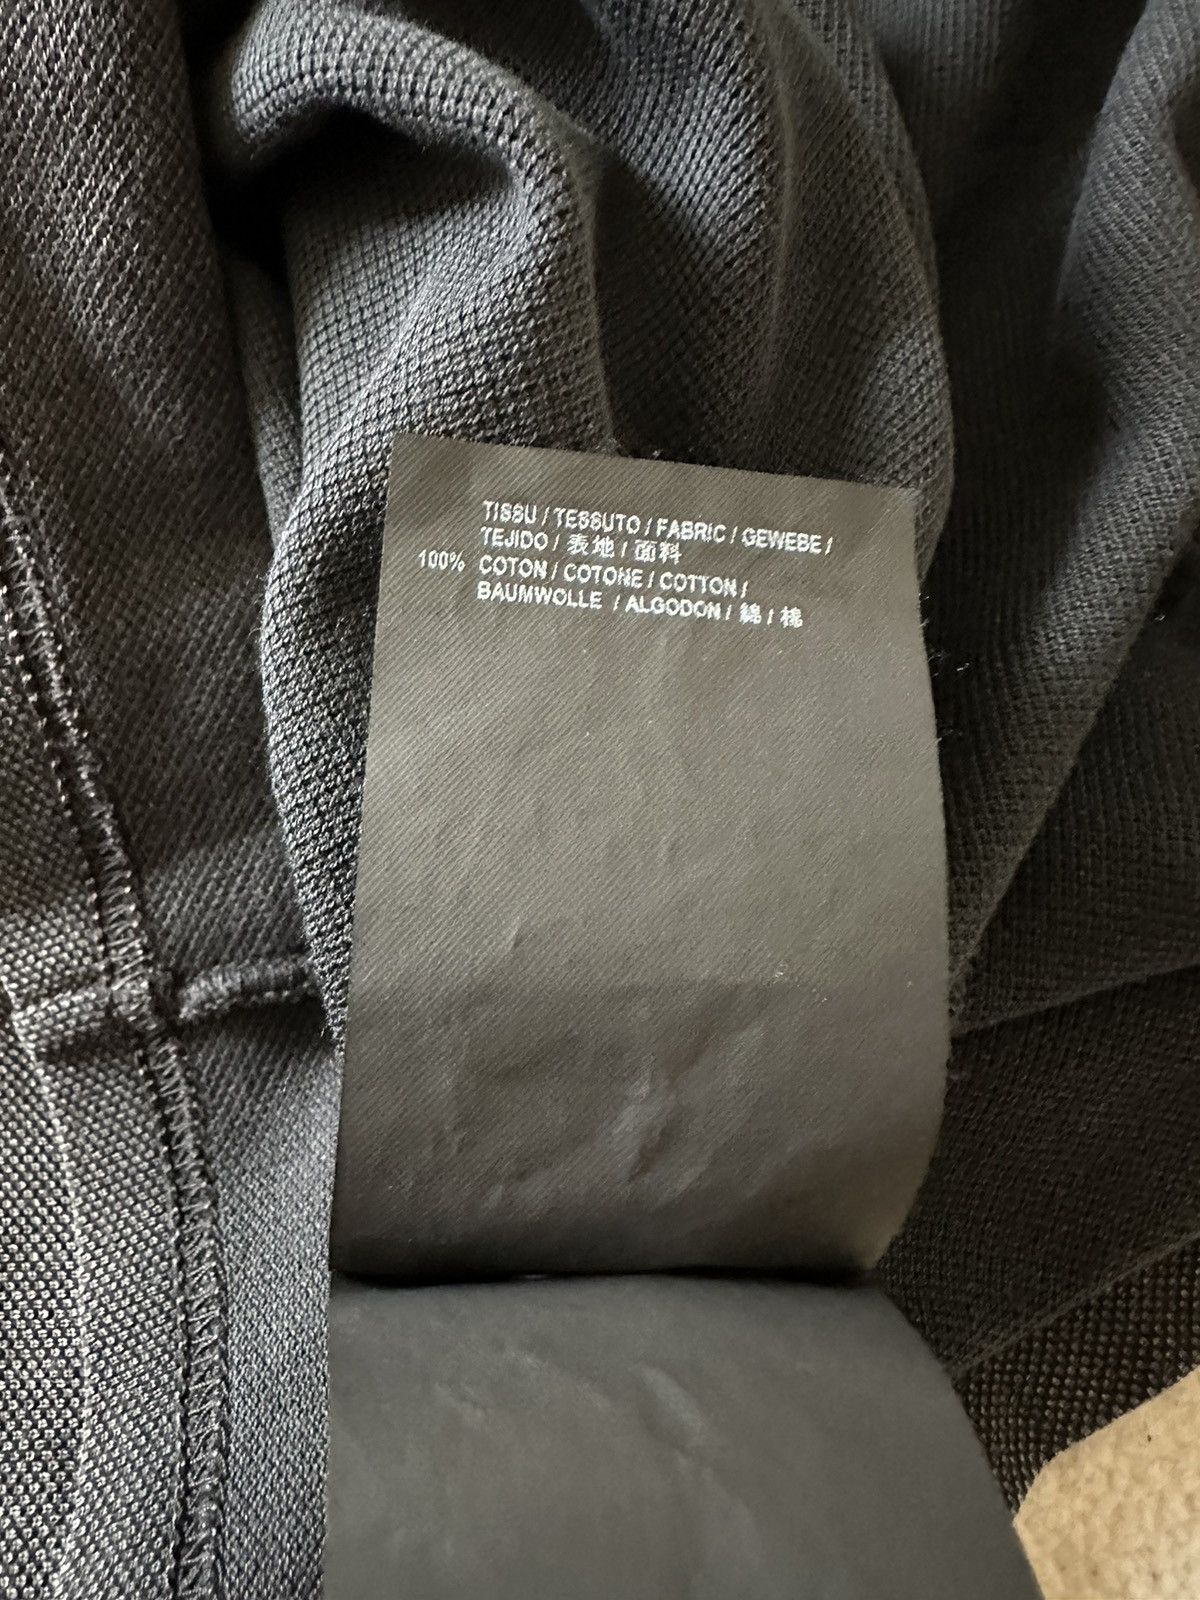 TISSU / TESSUTO / FABRIC / GEWEBE /
TEJIDO / 表地 / 面料
100% COTON / COTONE / COTTON /
BAUMWOLLE / ALGODON / 綿 / 棉